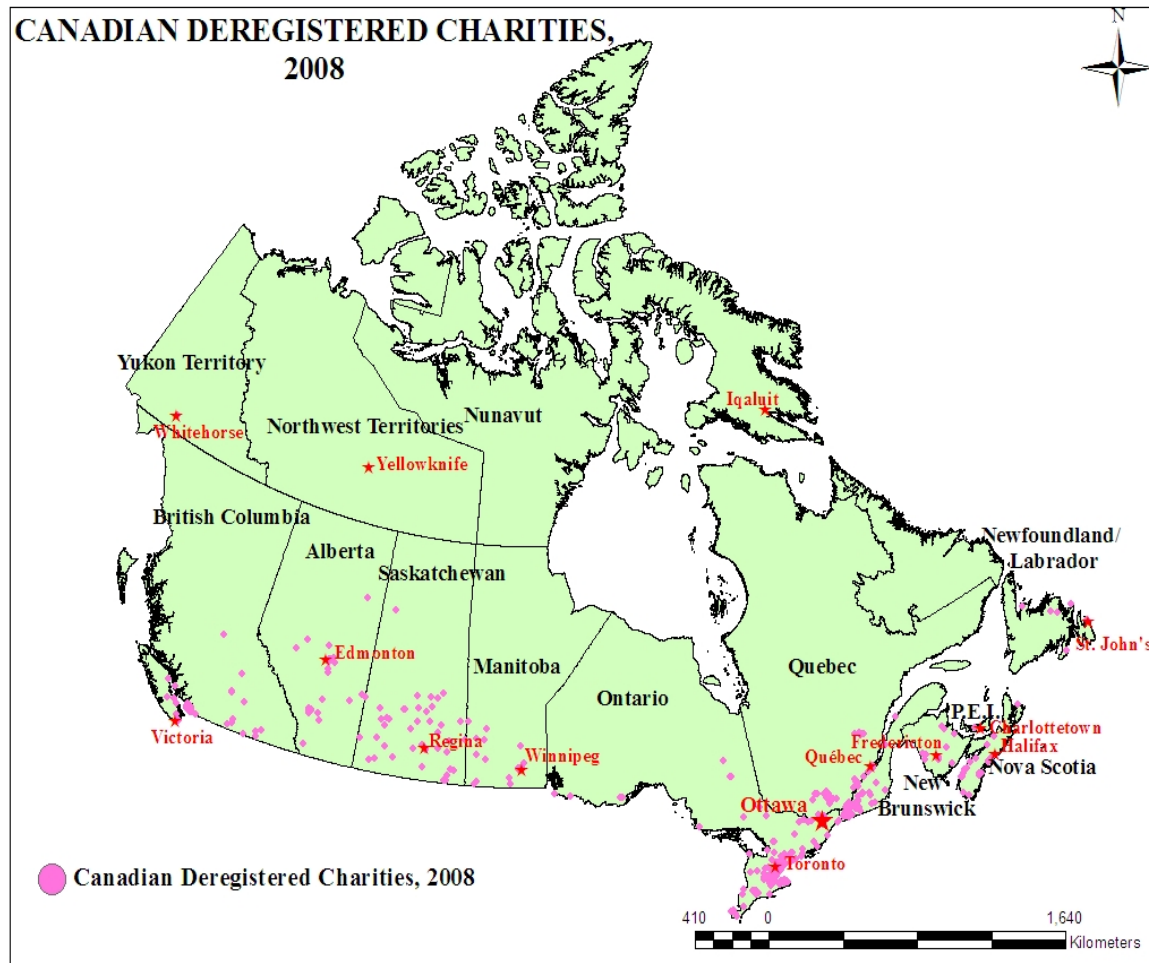 CANADIAN DEREGISTERED CHARITIES,
2008
N
Yukon Territory
Whitehorse
Northwest Territories
Yellowknife
Nunavut
Iqaluit
British Columbia
Alberta
Saskatchewan
Newfoundland/
Labrador
St. John's
Edmonton
Manitoba
Ontario
Quebec
Victoria
Regina
Winnipeg
P.E.I.
Charlottetown
Fredericton
Halifax
Québec
Nova Scotia
New
Brunswick
Ottawa
Toronto
Canadian Deregistered Charities, 2008
410 0 1,640
Kilometers